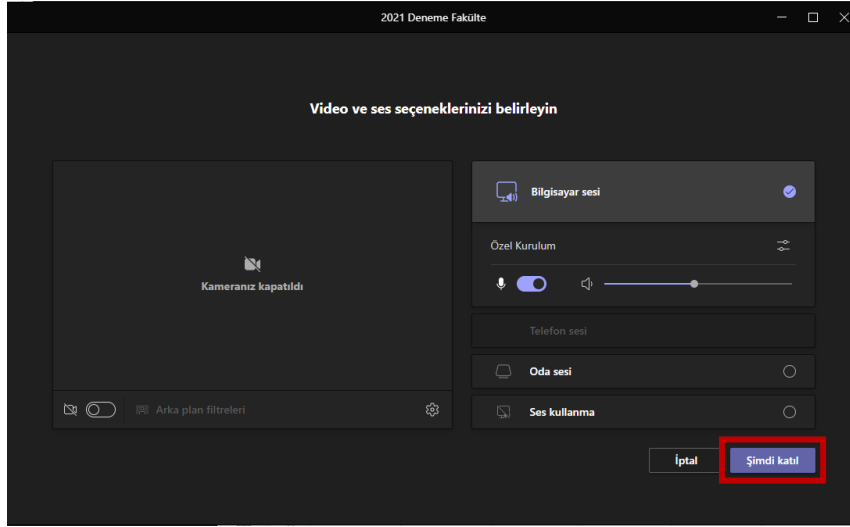 2021 Deneme Fakülte
Video ve ses seçeneklerinizi belirleyin
Kameranız kapatıldı
Arka plan filtreleri
Bilgisayar sesi
Özel Kurulum
Telefon sesi
Oda sesi
Ses kullanma
İptal
Şimdi katıl